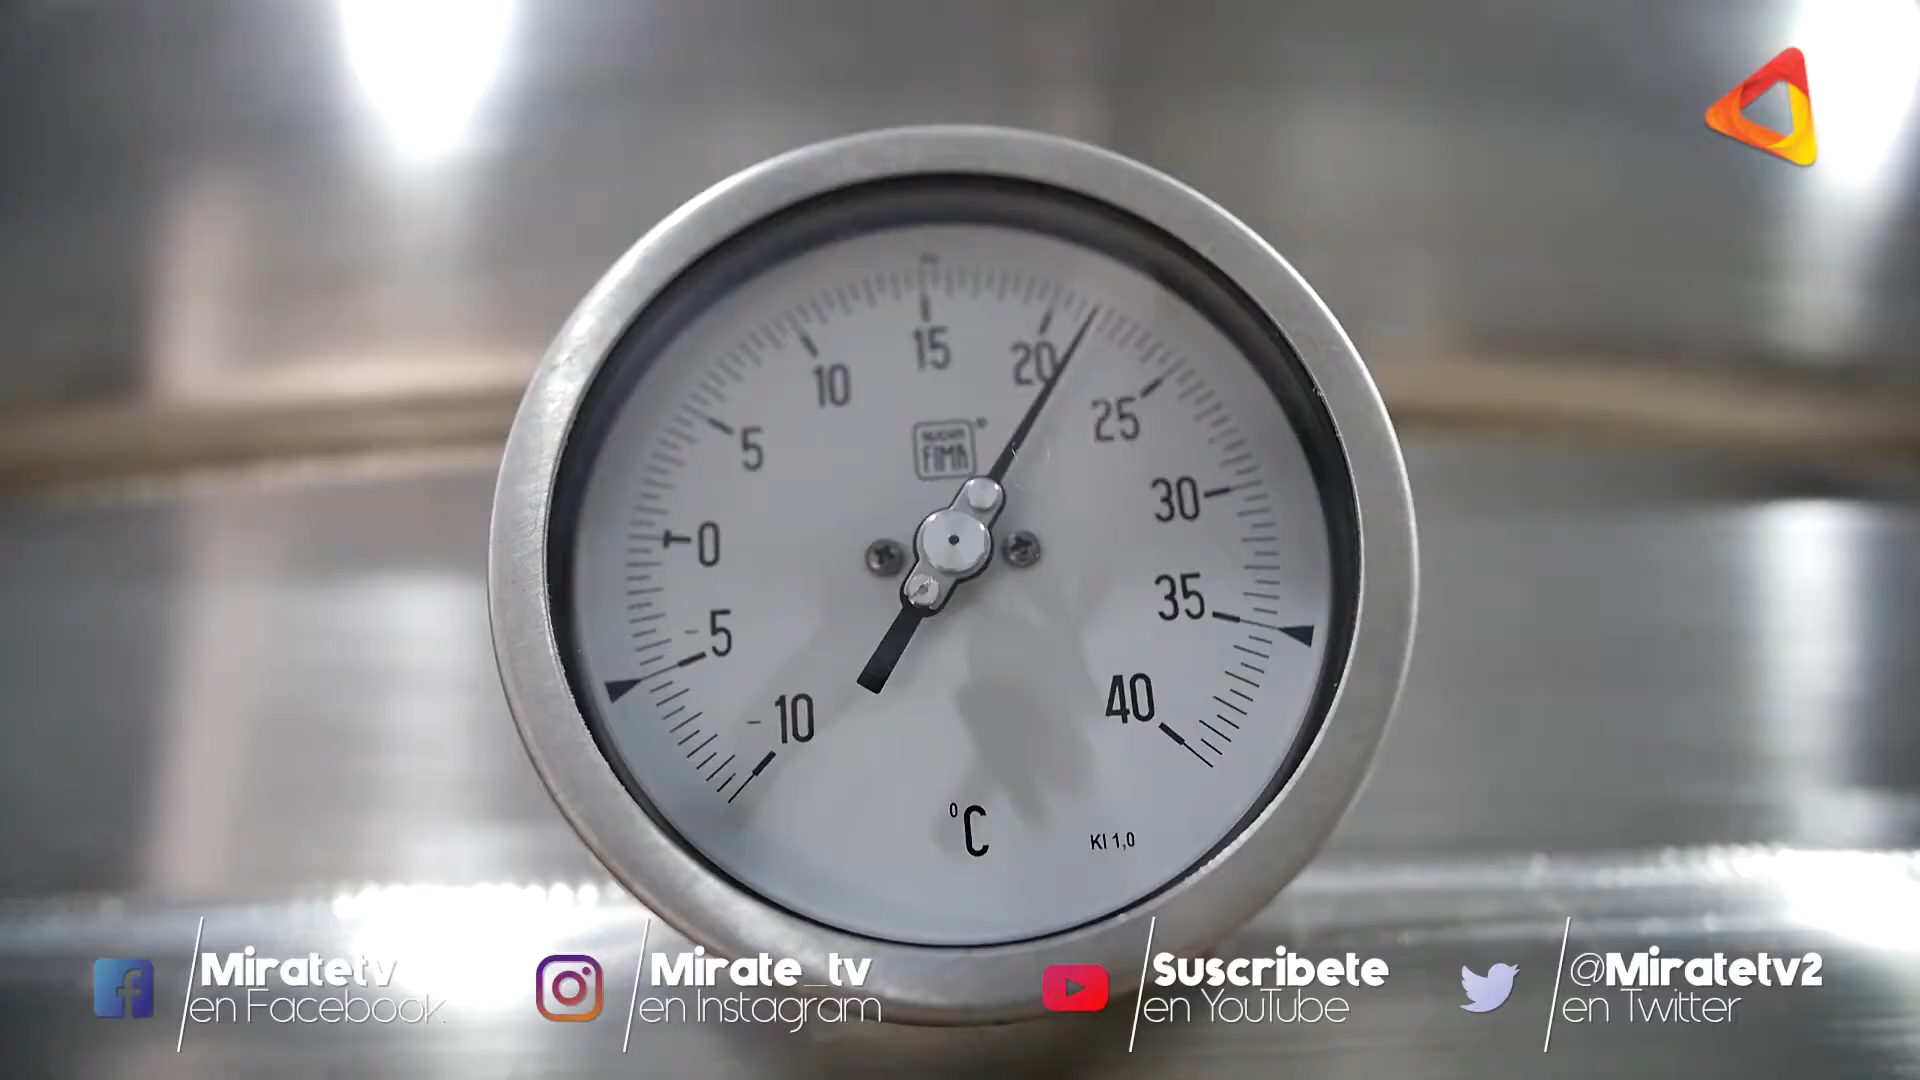 15
20
10
25
5
NUOVA
FIMA
30
0
35
-5
40
-10
°C
Kl 1,0
Miratetv
en Facebook
Mirate_tv
en Instagram
Suscribete
en YouTube
@Miratetv2
en Twitter